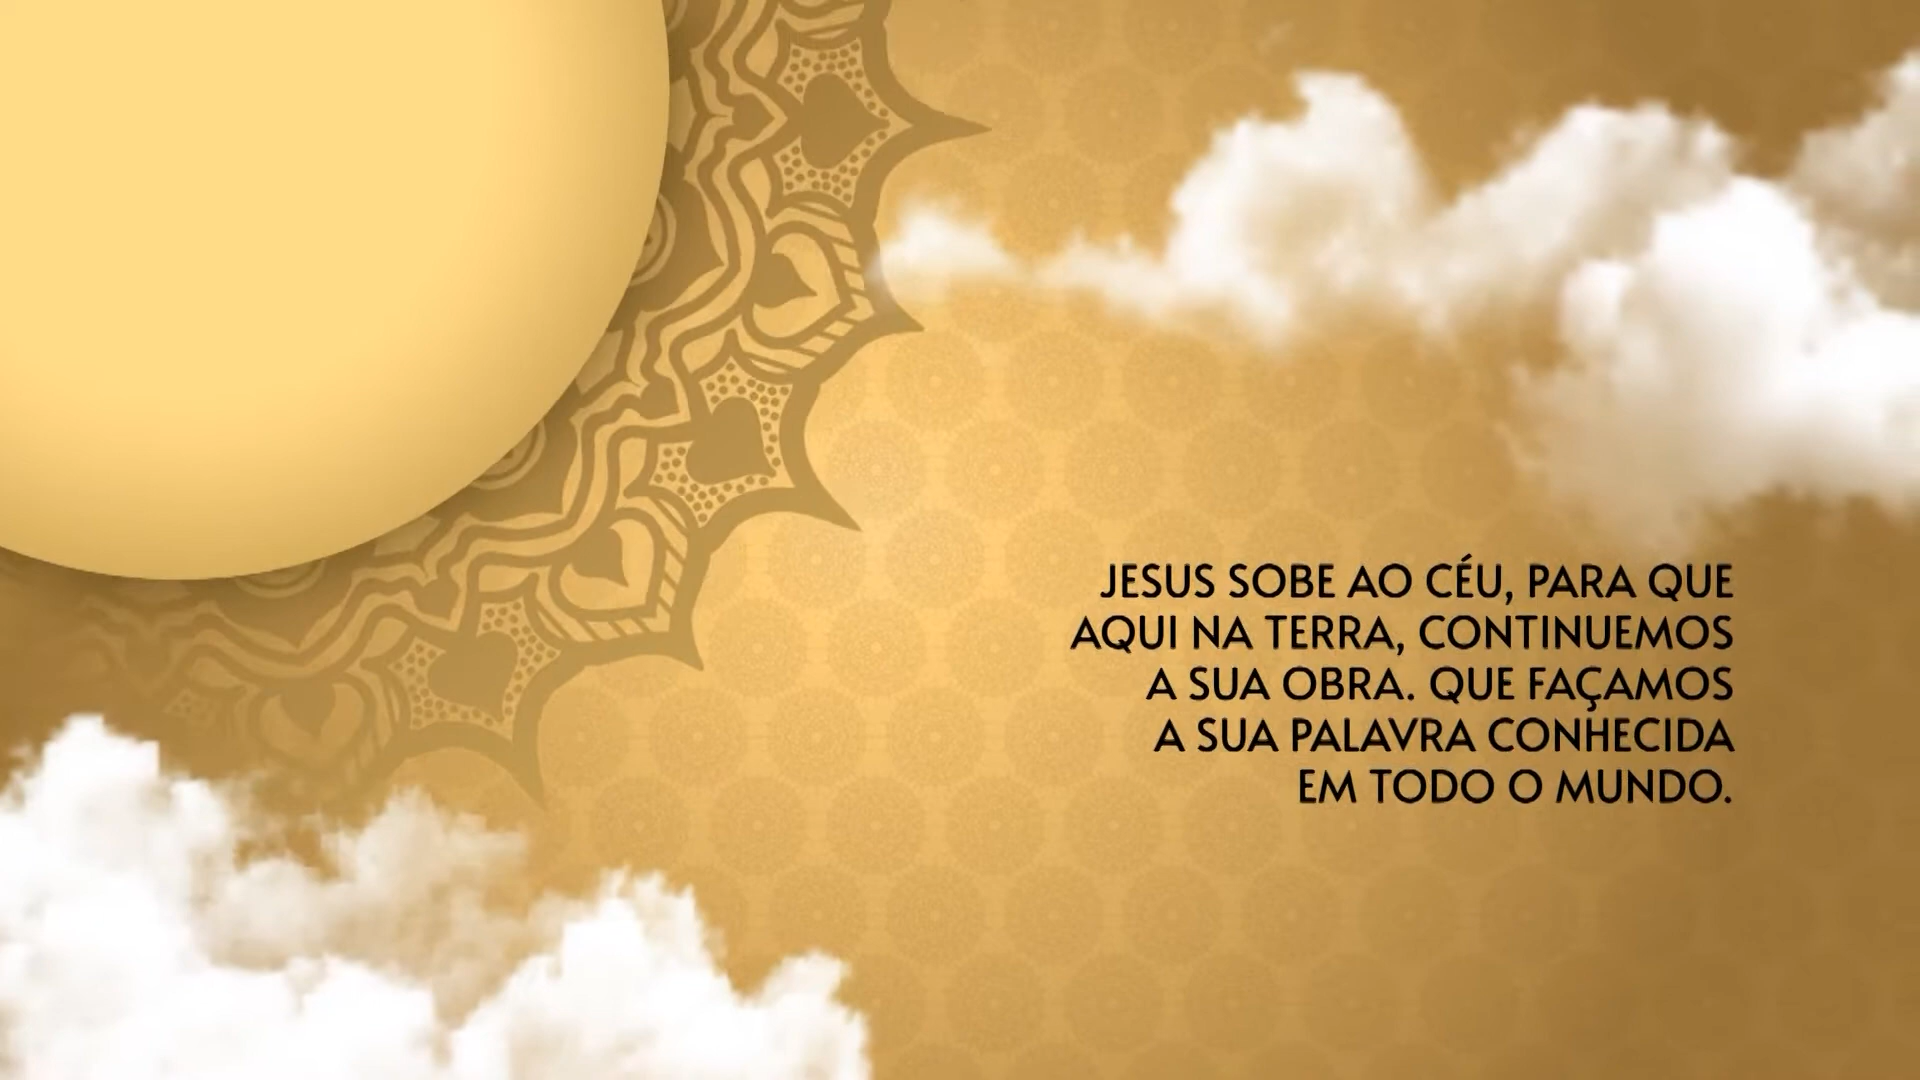 JESUS SOBE AO CÉU, PARA QUE
AQUI NA TERRA, CONTINUEMOS
A SUA OBRA. QUE FAÇAMOS
A SUA PALAVRA CONHECIDA
EM TODO O MUNDO.